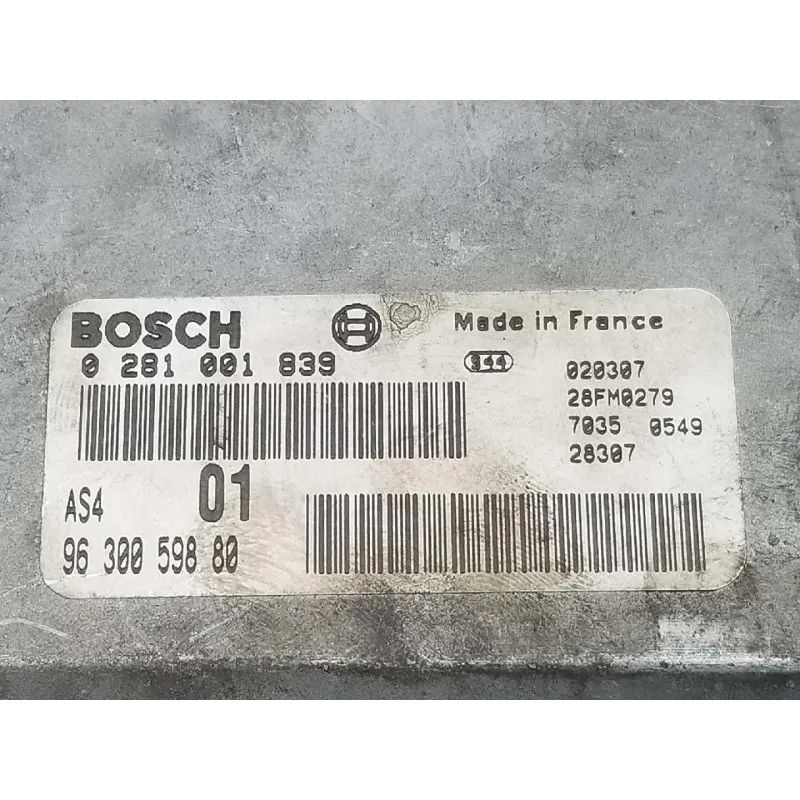 BOSCH Made in France
0 281 001 839 344 020307
28FM0279
7035 0549
28307
AS4 01
96 300 598 80